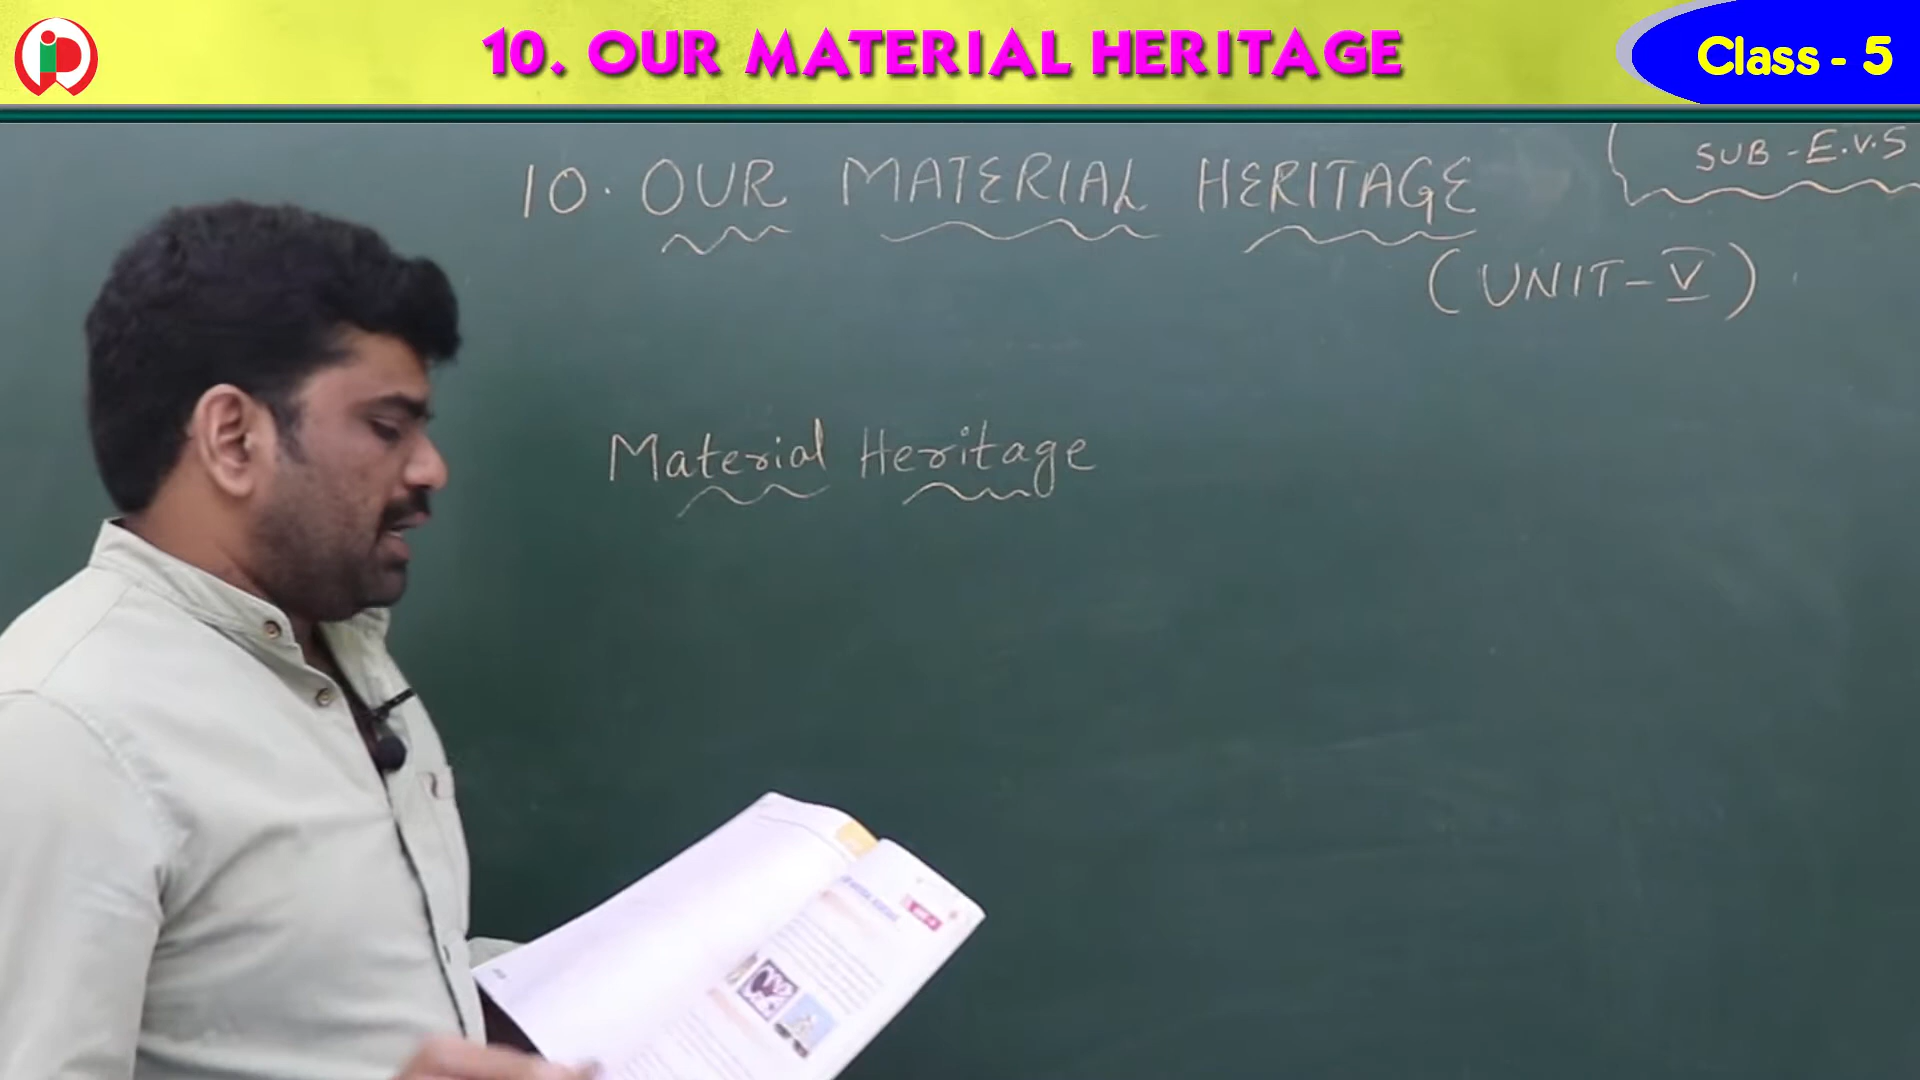 10. OUR MATERIAL HERITAGE
Class - 5
SUB - E.V.S
10. OUR MATERIAL HERITAGE
(UNIT - V)
Material Heritage